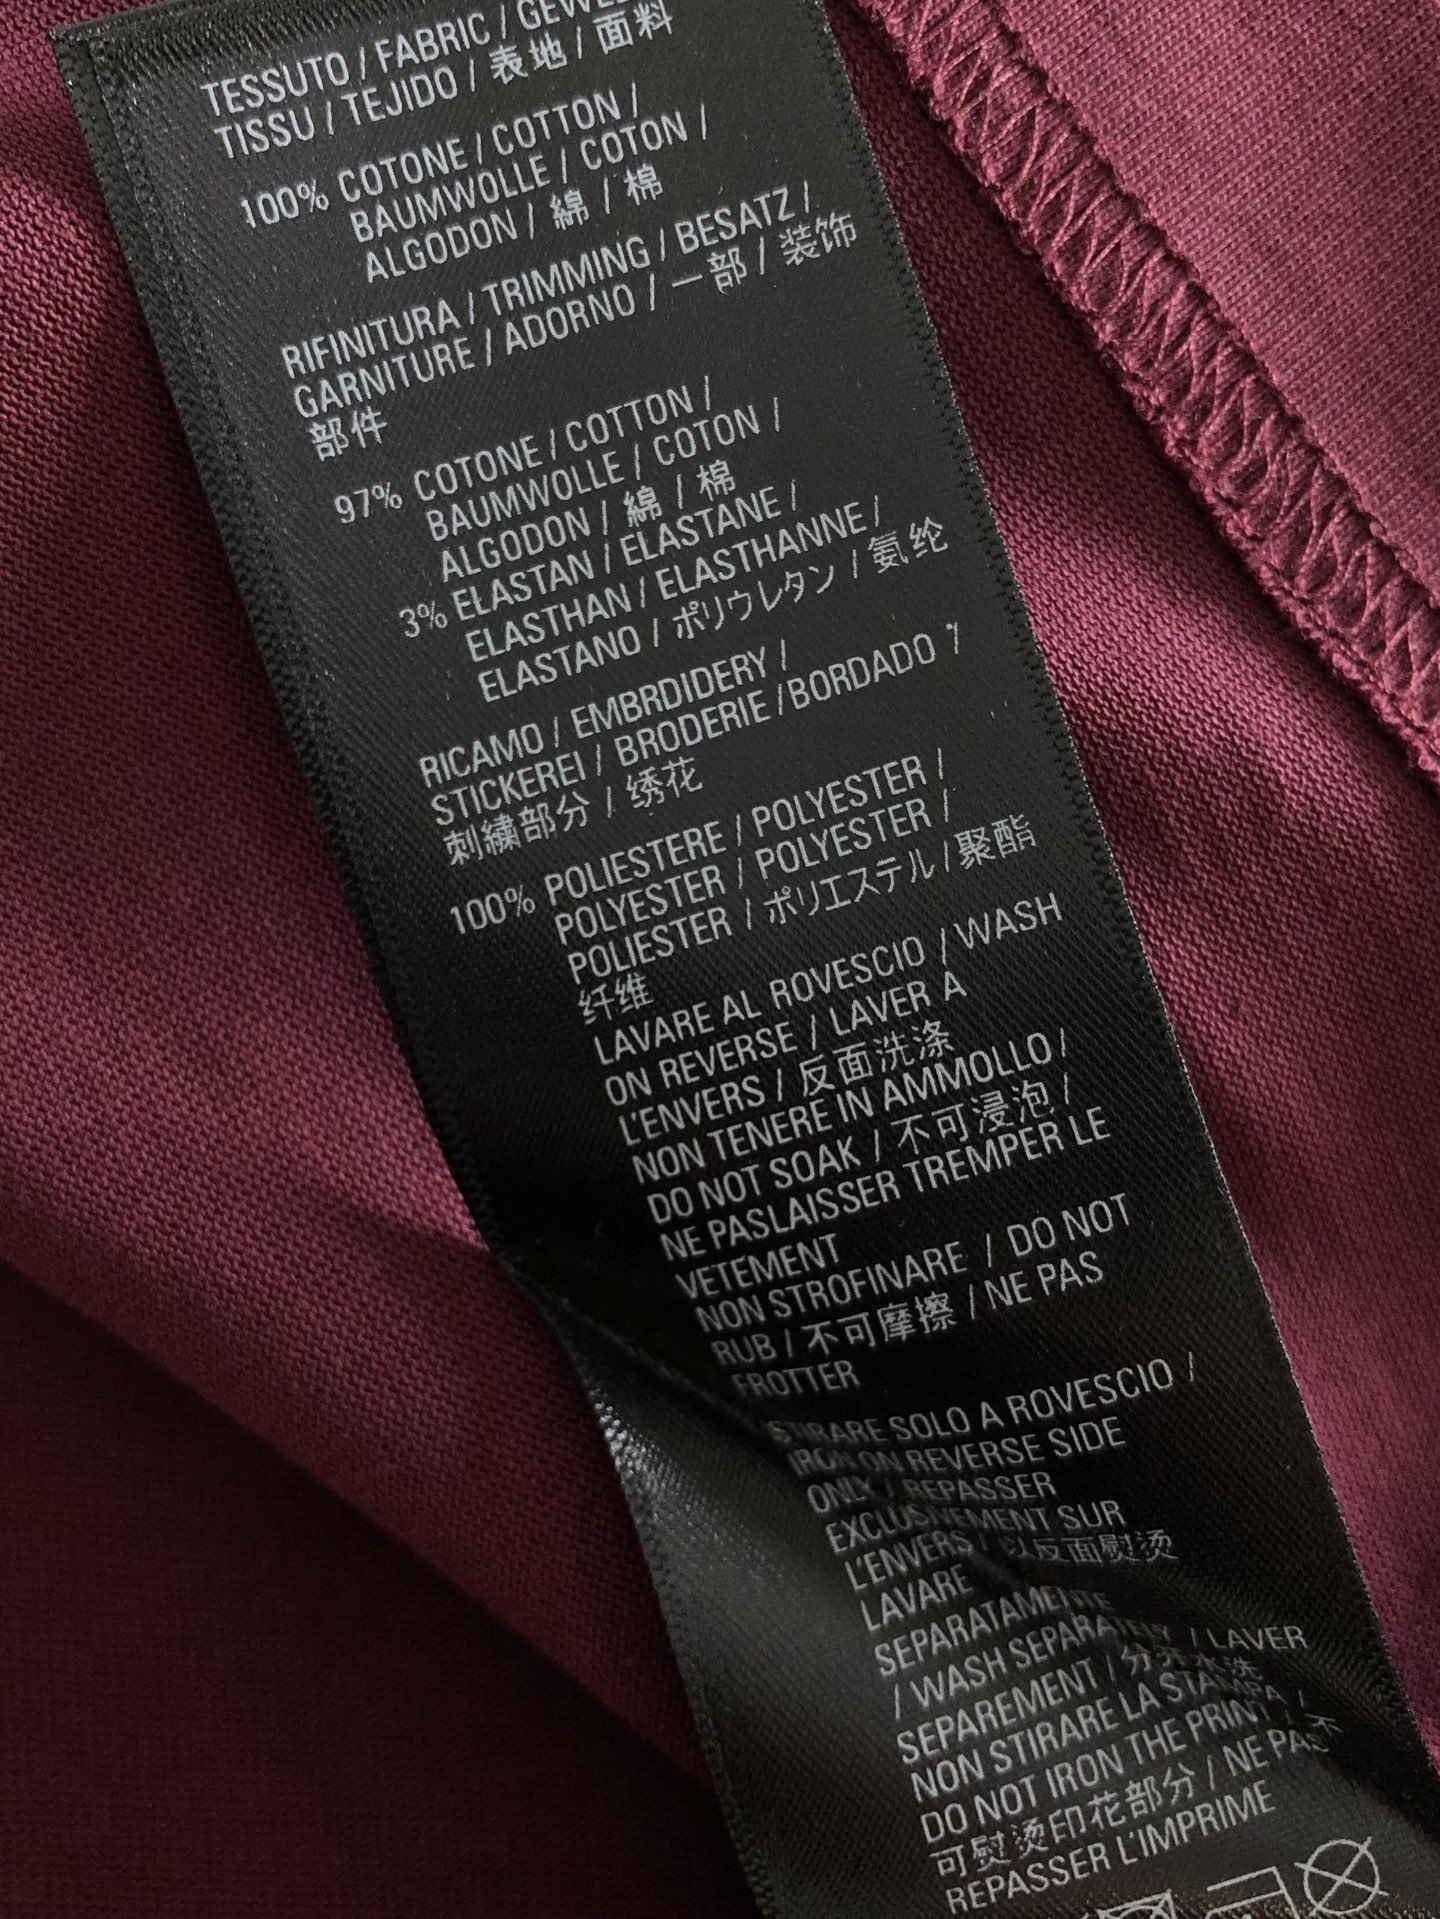 TESSUTO / FABRIC /
TISSU / TEJIDO / 表地 / 面料
100% COTONE / COTTON /
BAUMWOLLE / COTON /
ALGODON / 綿 / 棉
RIFINITURA / TRIMMING / BESATZ /
GARNITURE / ADORNO / 一部 / 装饰
部件
97% COTONE / COTTON /
BAUMWOLLE / COTON /
ALGODON / 綿 / 棉
3% ELASTAN / ELASTANE /
ELASTHAN / ELASTHANNE /
ELASTANO / ポリウレタン / 氨纶
RICAMO / EMBRDIDERY /
STICKEREI / BRODERIE / BORDADO /
刺繍部分 / 绣花
100% POLIESTERE / POLYESTER /
POLYESTER / POLYESTER /
POLIESTER / ポリエステル / 聚酯
纤维
LAVARE AL ROVESCIO / WASH
ON REVERSE / LAVER A
L'ENVERS / 反面洗涤
NON TENERE IN AMMOLLO /
DO NOT SOAK / 不可浸泡 /
NE PASLAISSER TREMPER LE
VETEMENT
NON STROFINARE / DO NOT
RUB / 不可摩擦 / NE PAS
FROTTER
STIRARE SOLO A ROVESCIO /
IRON ON REVERSE SIDE
ONLY / REPASSER
EXCLUSIVEMENT SUR
L'ENVERS / 以反面熨烫
LAVARE
SEPARATAMENTE
/ WASH SEPARATELY / LAVER
SEPAREMENT / 分开水洗
NON STIRARE LA STAMPA /
DO NOT IRON THE PRINT / 不
可熨烫印花部分 / NE PAS
REPASSER L'IMPRIME